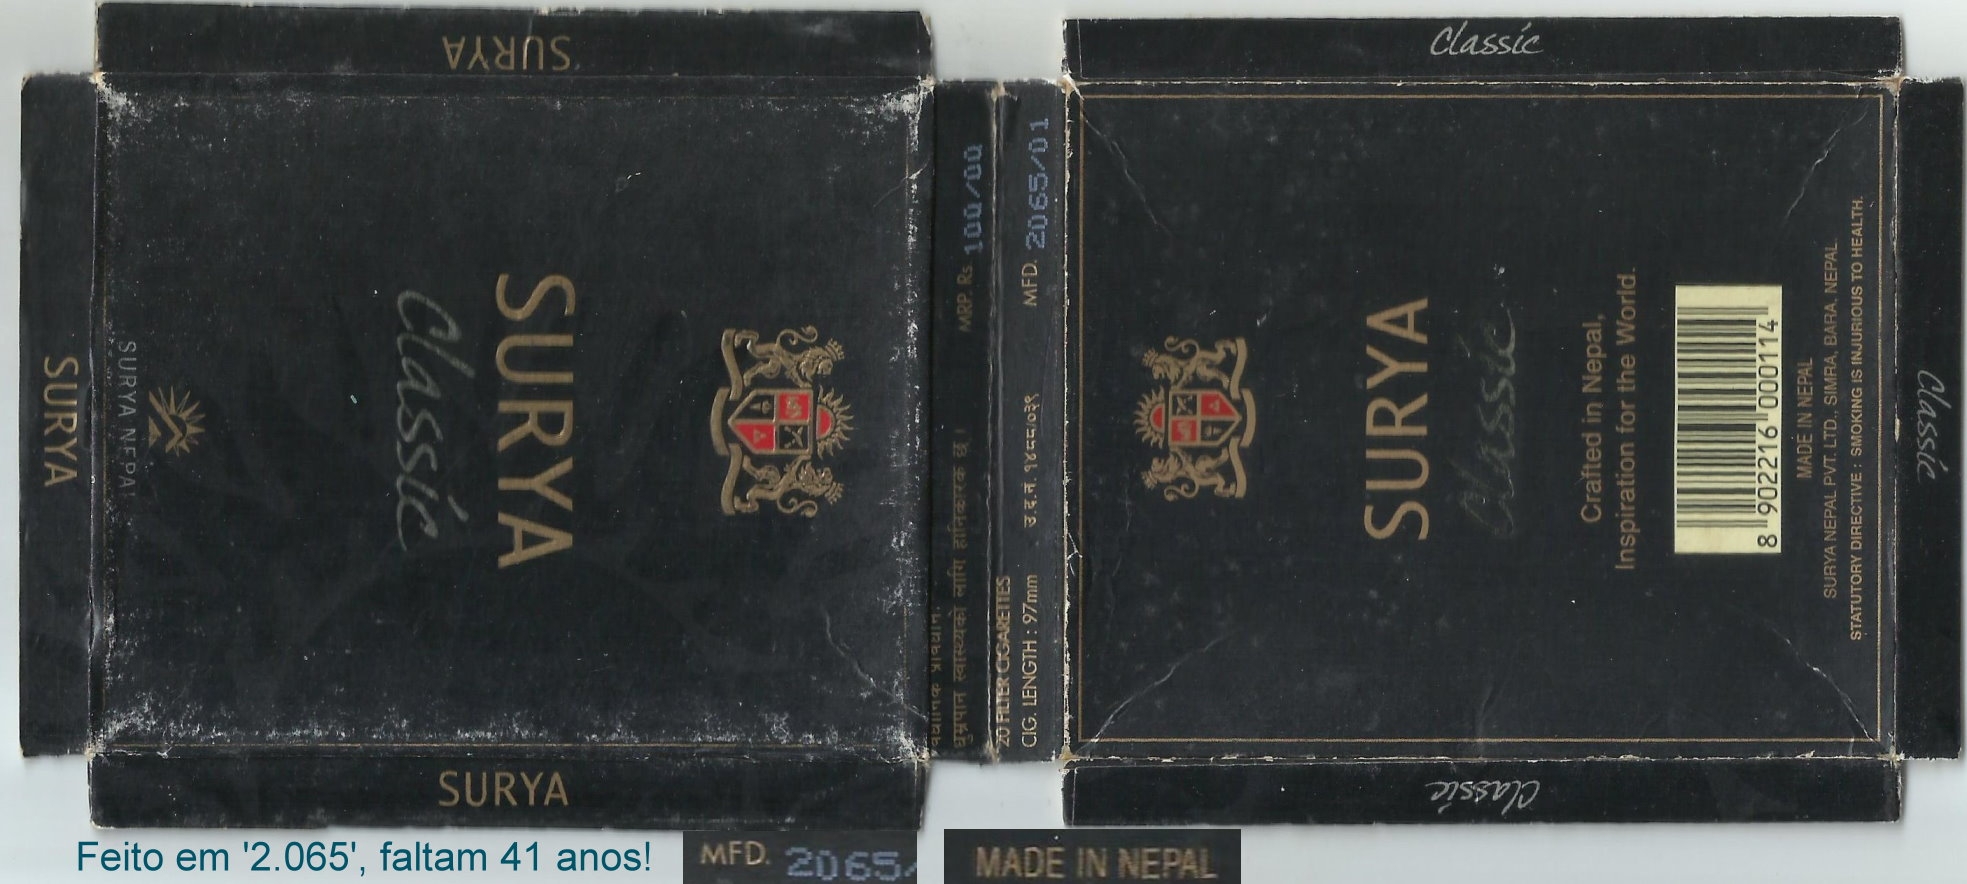 SURYA
SURYA
SURYA NEPAL
Classic
SURYA
SURYA
MRP. Rs. 100/00
धुम्रपान स्वास्थ्यको लागि हानिकारक छ।
20 FILTER CIGARETTES
CIG. LENGTH : 97mm
MFD. 2065/01
Classic
SURYA
Classic
Crafted in Nepal,
Inspiration for the World.
8 902216 000114
MADE IN NEPAL
SURYA NEPAL PVT. LTD., SIMRA, BARA, NEPAL.
STATUTORY DIRECTIVE : SMOKING IS INJURIOUS TO HEALTH.
Classic
Classic
Feito em '2.065', faltam 41 anos!
MFD. 2065/
MADE IN NEPAL